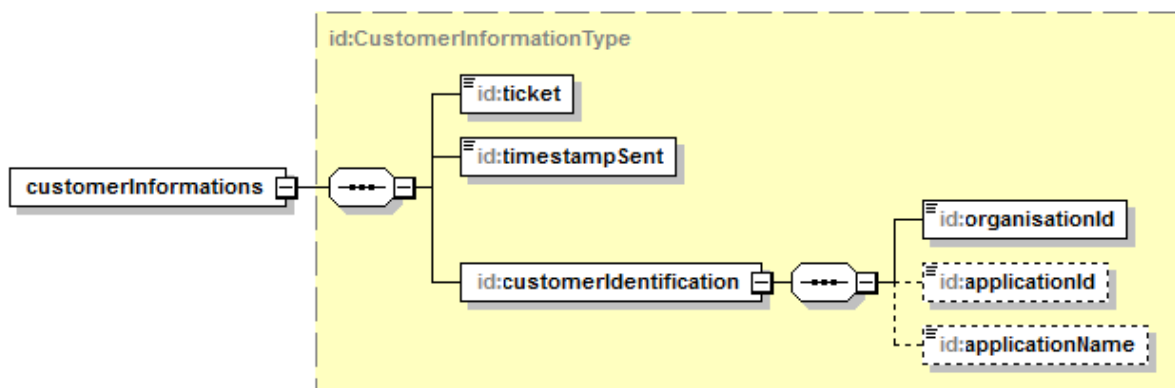 id:CustomerInformationType
id:ticket
id:timestampSent
customerInformations
id:organisationId
id:customerIdentification
id:applicationId
id:applicationName